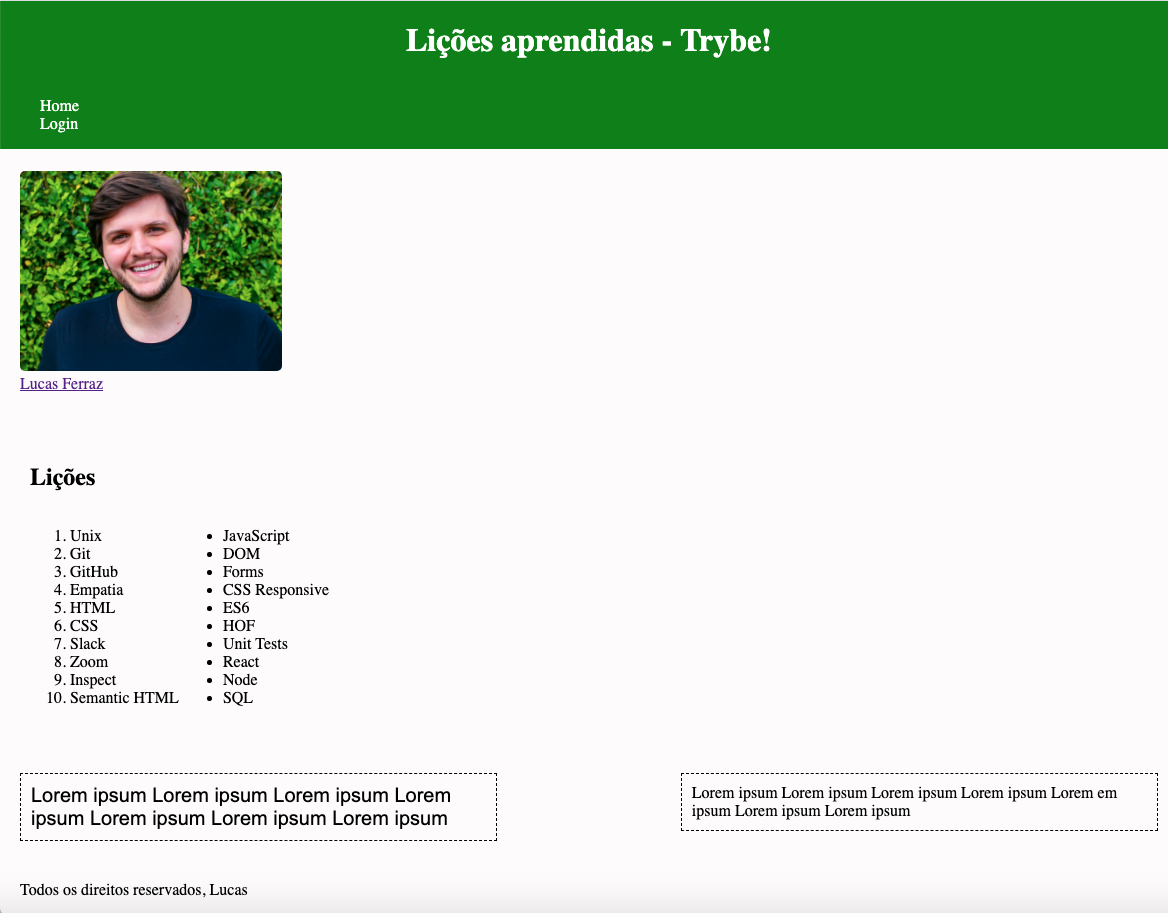 Lições aprendidas - Trybe!
Home
Login
Lucas Ferraz
Lições
1. Unix
2. Git
3. GitHub
4. Empatia
5. HTML
6. CSS
7. Slack
8. Zoom
9. Inspect
10. Semantic HTML
• JavaScript
• DOM
• Forms
• CSS Responsive
• ES6
• HOF
• Unit Tests
• React
• Node
• SQL
Lorem ipsum Lorem ipsum Lorem ipsum Lorem
ipsum Lorem ipsum Lorem ipsum Lorem ipsum
Lorem ipsum Lorem ipsum Lorem ipsum Lorem ipsum Lorem em
ipsum Lorem ipsum Lorem ipsum
Todos os direitos reservados, Lucas